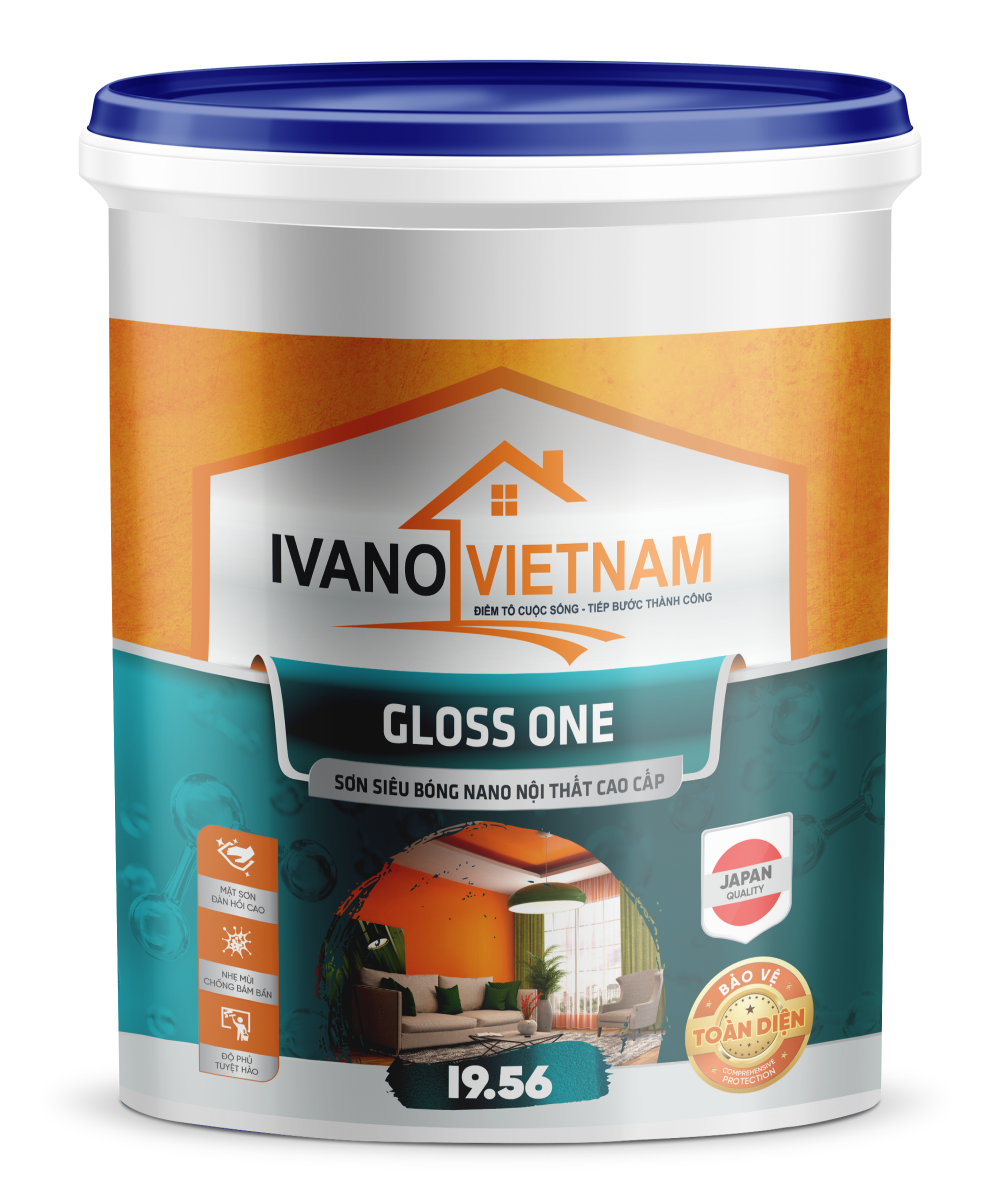 IVANO VIETNAM
ĐIỂM TÔ CUỘC SỐNG - TIẾP BƯỚC THÀNH CÔNG
GLOSS ONE
SƠN SIÊU BÓNG NANO NỘI THẤT CAO CẤP
MẶT SƠN
ĐÀN HỒI CAO
NHẸ MÙI
CHỐNG BÁM BẨN
ĐỘ PHỦ
TUYỆT HẢO
JAPAN
QUALITY
BẢO VỆ
TOÀN DIỆN
COMPREHENSIVE
PROTECTION
I9.56